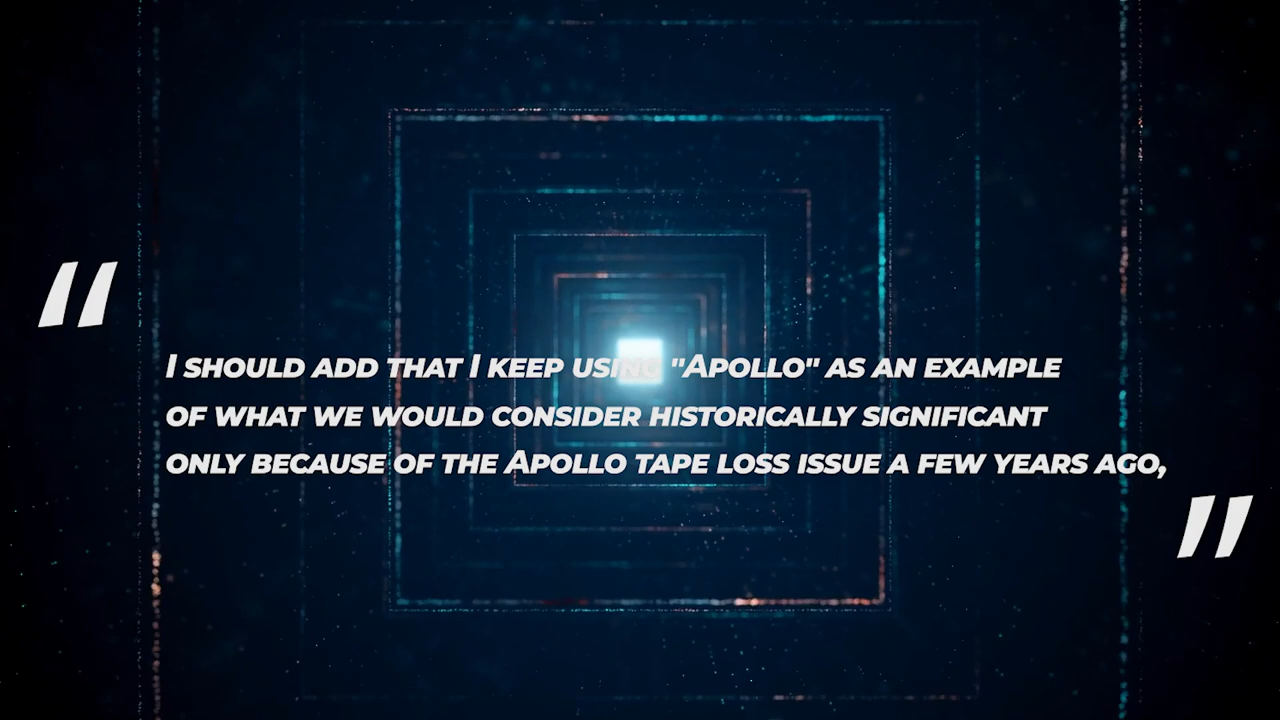 "
I should add that I keep using "Apollo" as an example
of what we would consider historically significant
only because of the Apollo tape loss issue a few years ago,
"